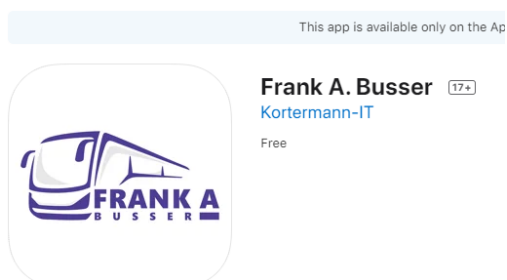 This app is available only on the Ap
Frank A. Busser 17+
Kortermann-IT
Free
FRANK A
BUSSER